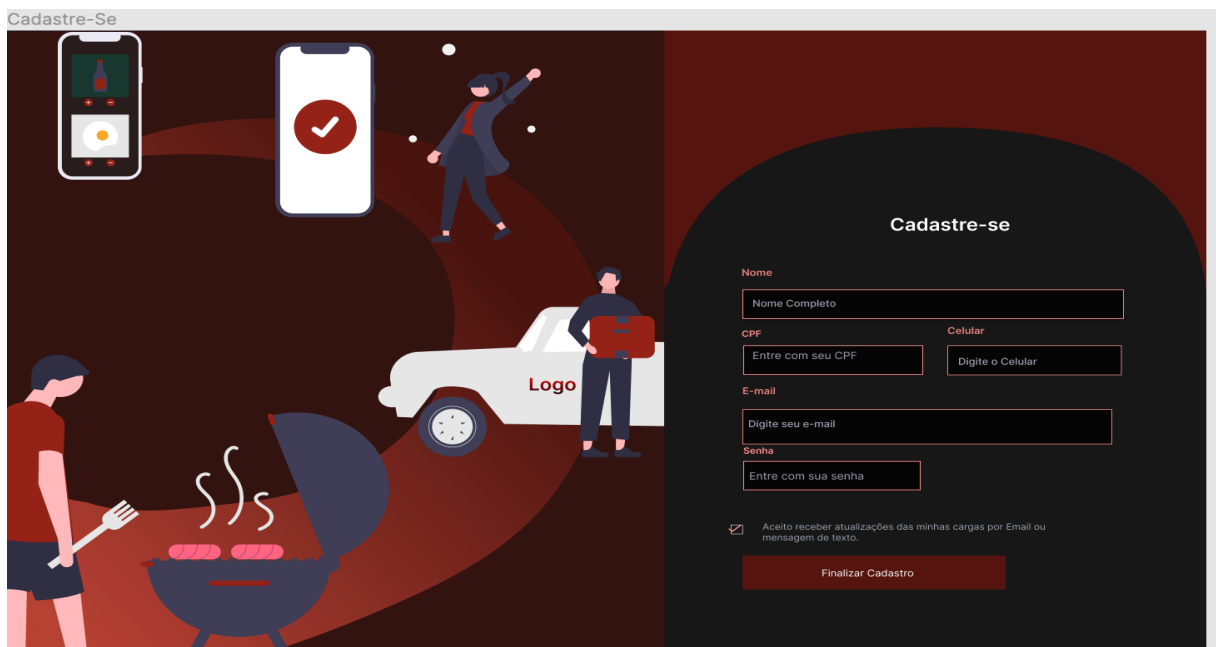 Cadastre-Se
Cadastre-se
Nome
Nome Completo
CPF
Celular
Entre com seu CPF
Digite o Celular
E-mail
Digite seu e-mail
Senha
Entre com sua senha
Aceito receber atualizações das minhas cargas por Email ou
mensagem de texto.
Finalizar Cadastro
Logo